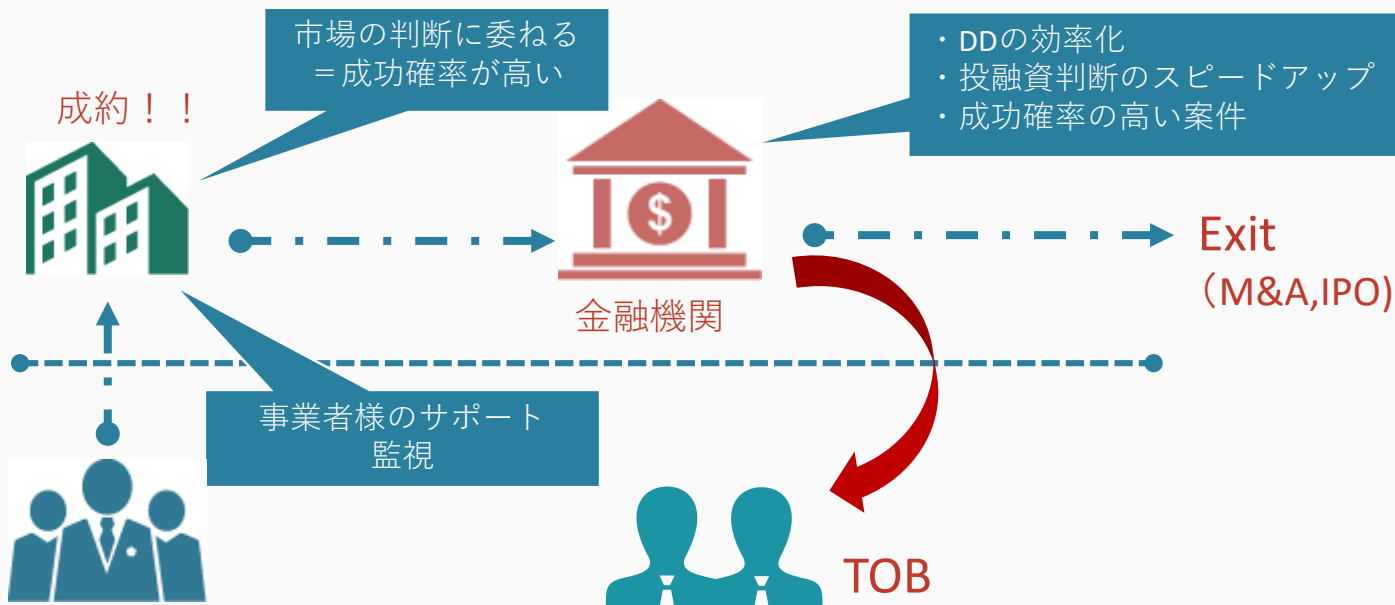 市場の判断に委ねる
＝成功確率が高い
・DDの効率化
・投融資判断のスピードアップ
・成功確率の高い案件
成約！！
$
Exit
（M&A,IPO)
金融機関
事業者様のサポート
監視
TOB